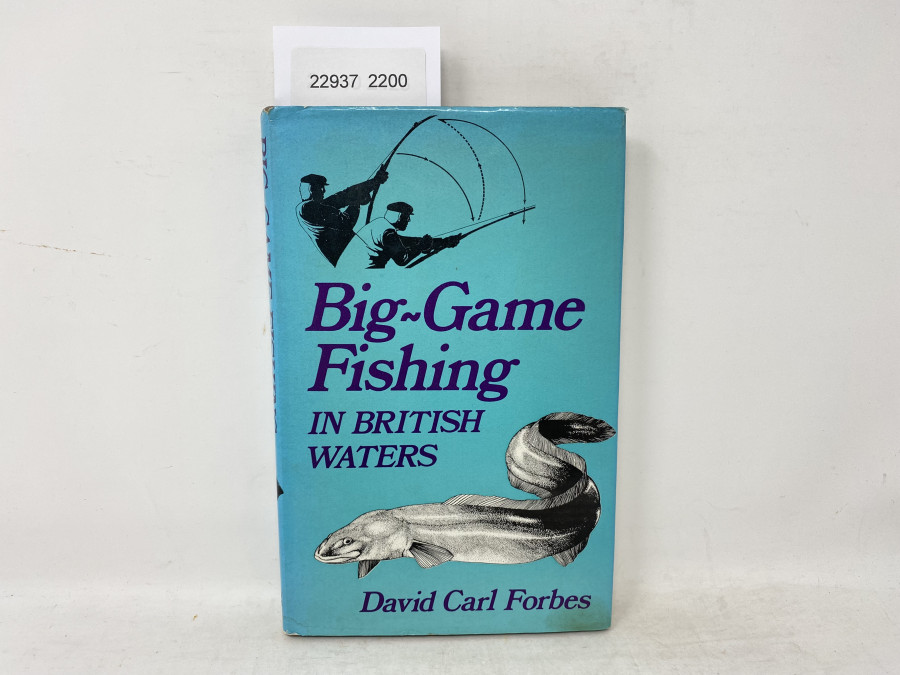 22937 2200
Big~Game
Fishing
IN BRITISH
WATERS
David Carl Forbes